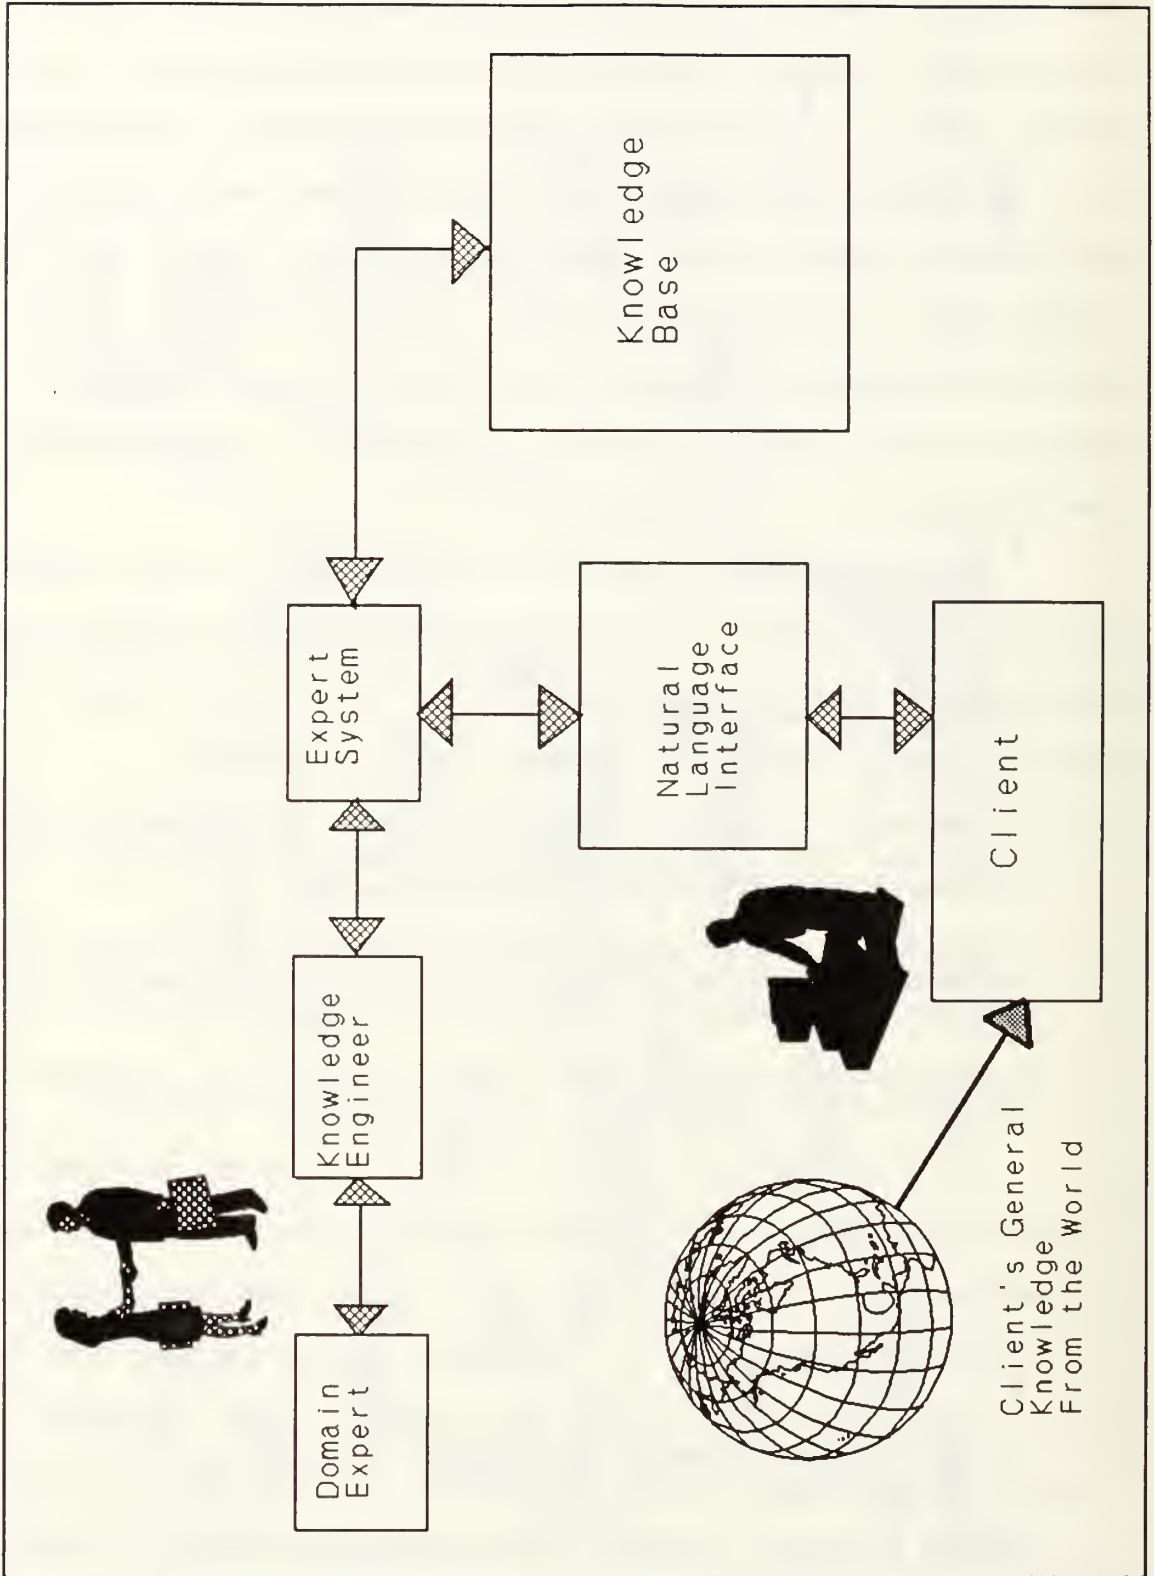 Domain
Expert
Knowledge
Engineer
Expert
System
Knowledge
Base
Natural
Language
Interface
Client
Client's General
Knowledge
From the World